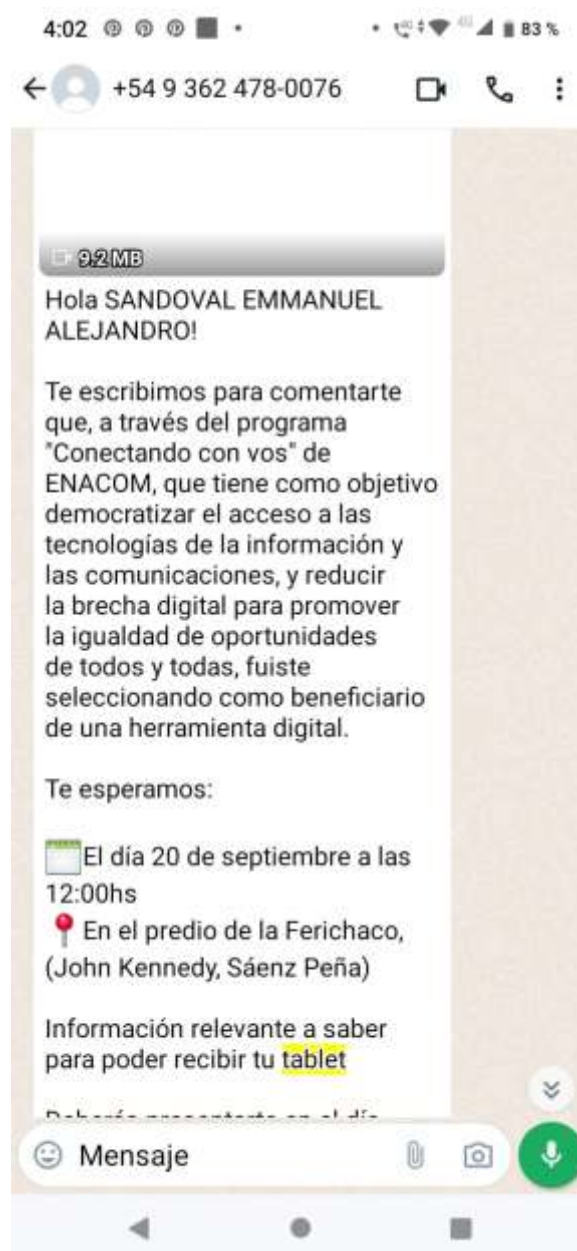 4:02
83 %
+54 9 362 478-0076
9.2 MB
Hola SANDOVAL EMMANUEL
ALEJANDRO!
Te escribimos para comentarte
que, a través del programa
"Conectando con vos" de
ENACOM, que tiene como objetivo
democratizar el acceso a las
tecnologías de la información y
las comunicaciones, y reducir
la brecha digital para promover
la igualdad de oportunidades
de todos y todas, fuiste
seleccionando como beneficiario
de una herramienta digital.
Te esperamos:
El día 20 de septiembre a las
12:00hs
En el predio de la Ferichaco,
(John Kennedy, Sáenz Peña)
Información relevante a saber
para poder recibir tu tablet
Mensaje